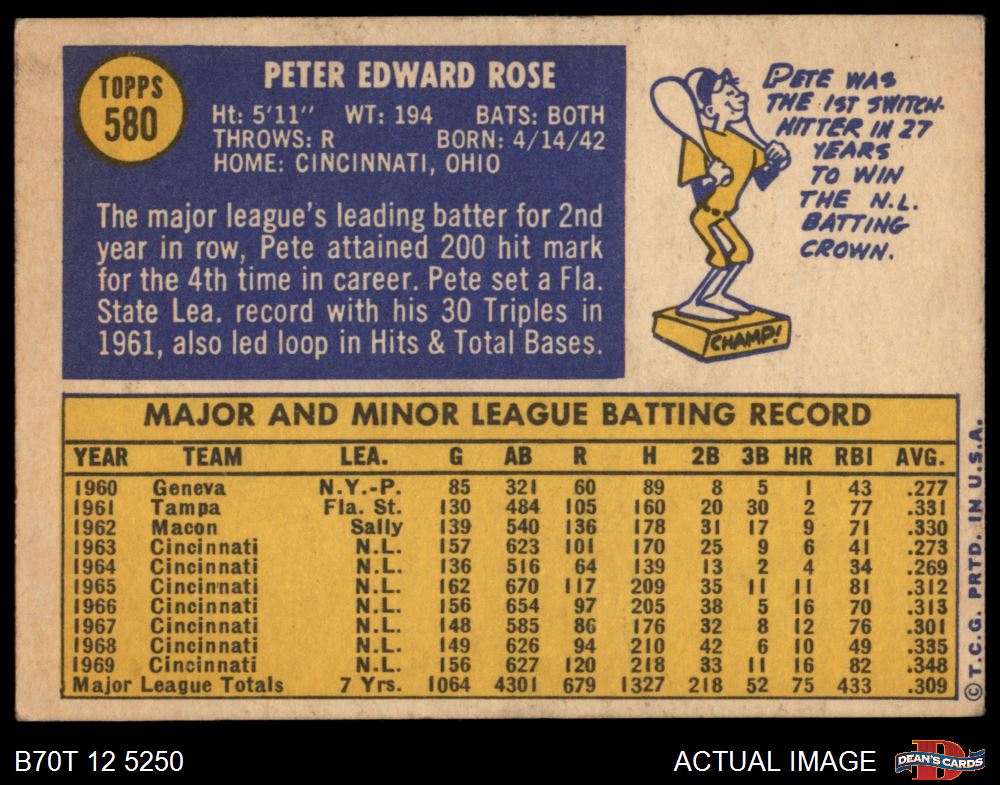 TOPPS
580
PETER EDWARD ROSE
Ht: 5'11" WT: 194 BATS: BOTH
THROWS: R BORN: 4/14/42
HOME: CINCINNATI, OHIO
The major league's leading batter for 2nd
year in row, Pete attained 200 hit mark
for the 4th time in career. Pete set a Fla.
State Lea. record with his 30 Triples in
1961, also led loop in Hits & Total Bases.
PETE WAS
THE 1ST SWITCH-
HITTER IN 27
YEARS
TO WIN
THE N.L.
BATTING
CROWN.
CHAMP!
MAJOR AND MINOR LEAGUE BATTING RECORD
YEAR TEAM LEA. G AB R H 2B 3B HR RBI AVG.
1960 Geneva N.Y.-P. 85 321 60 89 8 5 1 43 .277
1961 Tampa Fla. St. 130 484 105 160 20 30 2 77 .331
1962 Macon Sally 139 540 136 178 31 17 9 71 .330
1963 Cincinnati N.L. 157 623 101 170 25 9 6 41 .273
1964 Cincinnati N.L. 136 516 64 139 13 2 4 34 .269
1965 Cincinnati N.L. 162 670 117 209 35 11 11 81 .312
1966 Cincinnati N.L. 156 654 97 205 38 5 16 70 .313
1967 Cincinnati N.L. 148 585 86 176 32 8 12 76 .301
1968 Cincinnati N.L. 149 626 94 210 42 6 10 49 .335
1969 Cincinnati N.L. 156 627 120 218 33 11 16 82 .348
Major League Totals 7 Yrs. 1064 4301 679 1327 218 52 75 433 .309
© T.C.G. PRTD. IN U.S.A.
B70T 12 5250
ACTUAL IMAGE
D
DEAN'S CARDS